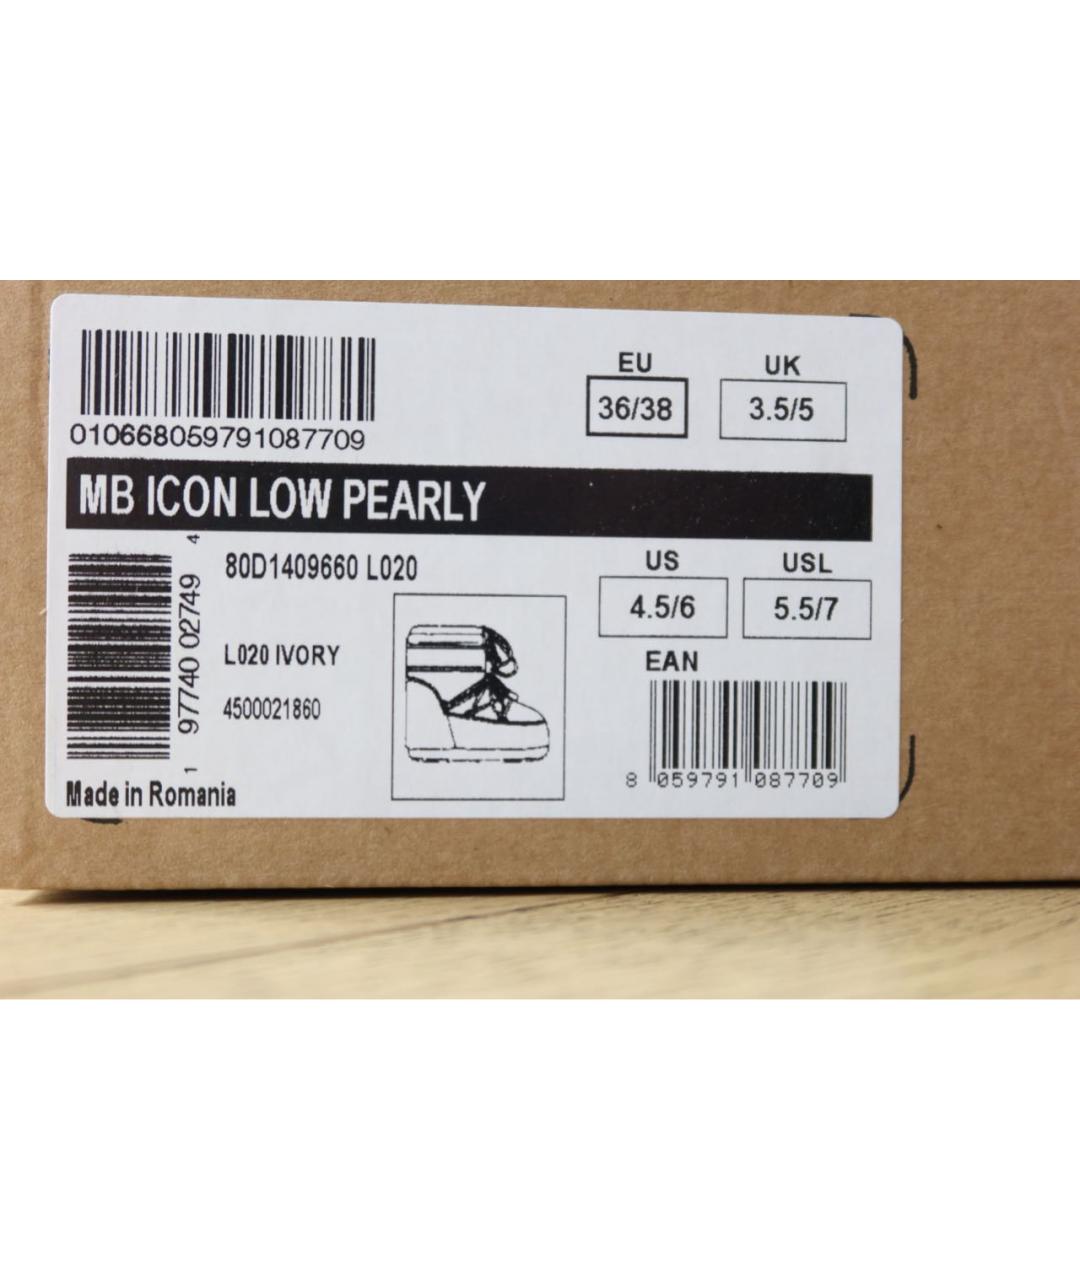 010668059791087709
EU
UK
36/38
3.5/5
MB ICON LOW PEARLY
1 97740 02749 4
80D1409660 L020
L020 IVORY
4500021860
Made in Romania
US
USL
4.5/6
5.5/7
EAN
8 059791 087709